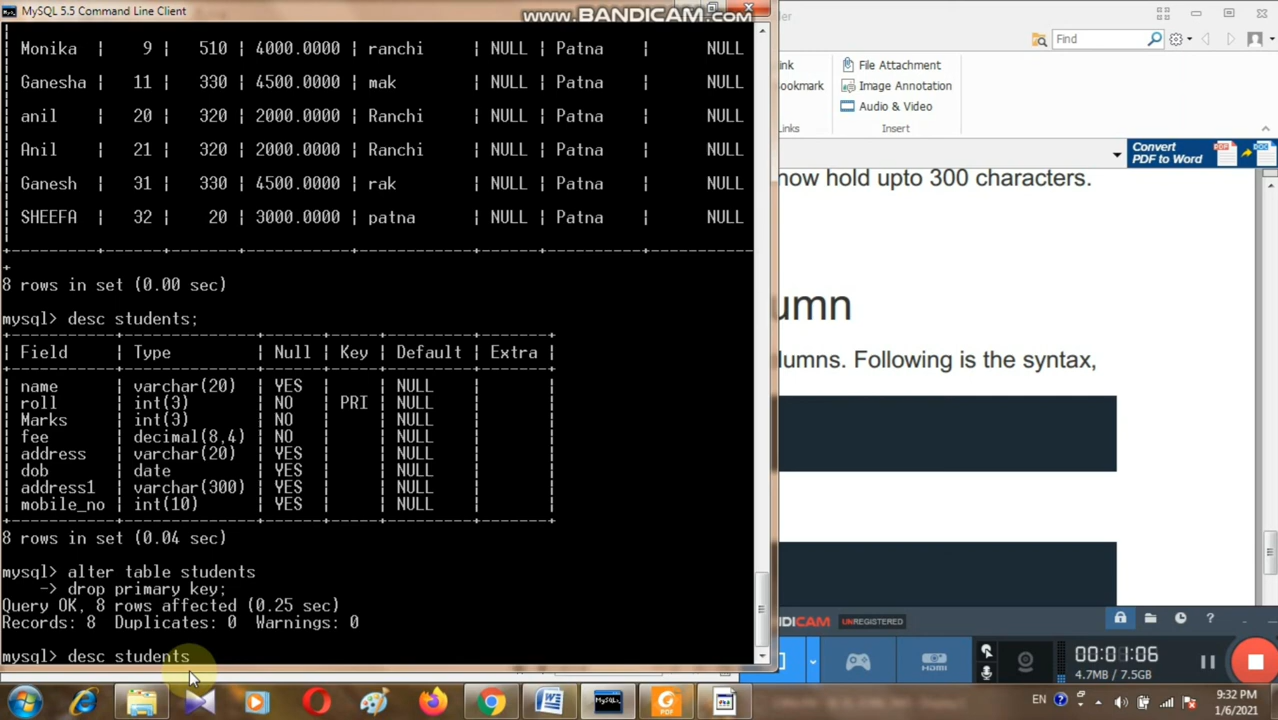 MySQL 5.5 Command Line Client
www.BANDICAM.com
| Monika | 9 | 510 | 4000.0000 | ranchi | NULL | Patna | NULL
|
| Ganesha | 11 | 330 | 4500.0000 | mak | NULL | Patna | NULL
|
| anil | 20 | 320 | 2000.0000 | Ranchi | NULL | Patna | NULL
|
| Anil | 21 | 320 | 2000.0000 | Ranchi | NULL | Patna | NULL
|
| Ganesh | 31 | 330 | 4500.0000 | rak | NULL | Patna | NULL
|
| SHEEFA | 32 | 20 | 3000.0000 | patna | NULL | Patna | NULL
|
8 rows in set (0.00 sec)
mysql> desc students;
| Field | Type | Null | Key | Default | Extra |
| name | varchar(20) | YES | | NULL | |
| roll | int(3) | NO | PRI | NULL | |
| Marks | int(3) | NO | | NULL | |
| fee | decimal(8,4) | NO | | NULL | |
| address | varchar(20) | YES | | NULL | |
| dob | date | YES | | NULL | |
| address1 | varchar(300) | YES | | NULL | |
| mobile_no | int(10) | YES | | NULL | |
8 rows in set (0.04 sec)
mysql> alter table students
-> drop primary key;
Query OK, 8 rows affected (0.25 sec)
Records: 8 Duplicates: 0 Warnings: 0
mysql> desc students
der
Find
ink
File Attachment
ookmark
Image Annotation
Audio & Video
Links
Insert
Convert
PDF to Word
now hold upto 300 characters.
umn
lumns. Following is the syntax,
NDICAM UNREGISTERED
00:01:06
4.7MB / 7.5GB
HDMI
EN
9:32 PM
1/6/2021
PDF